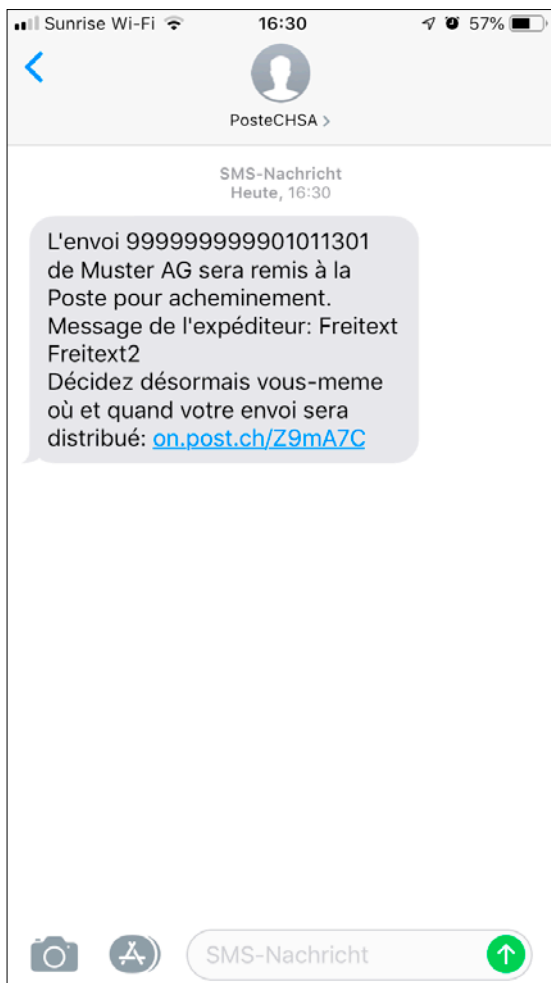 Sunrise Wi-Fi 16:30 57%
PosteCHSA >
SMS-Nachricht
Heute, 16:30
L'envoi 999999999901011301
de Muster AG sera remis à la
Poste pour acheminement.
Message de l'expéditeur: Freitext
Freitext2
Décidez désormais vous-meme
où et quand votre envoi sera
distribué: on.post.ch/Z9mA7C
SMS-Nachricht